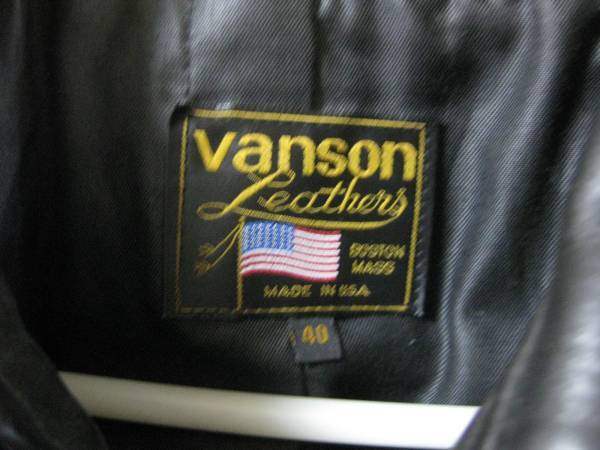 vanson
Leathers
BOSTON
MASS
MADE IN USA
40